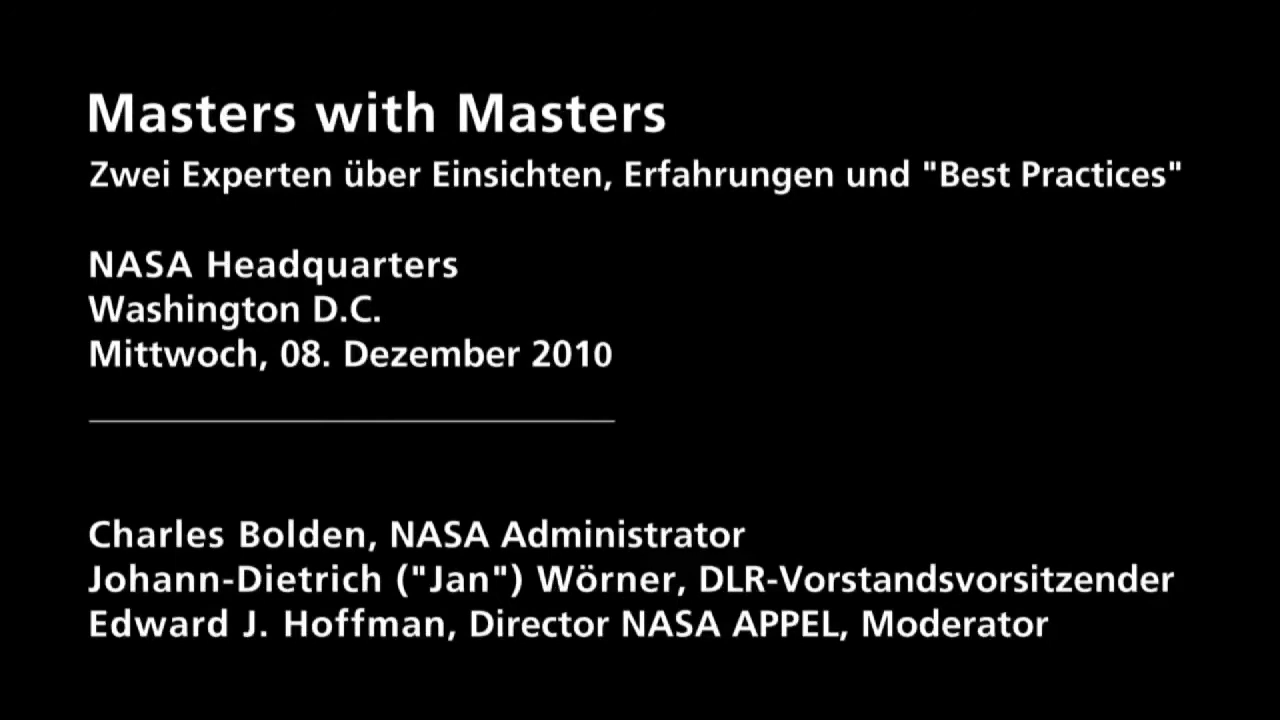 Masters with Masters
Zwei Experten über Einsichten, Erfahrungen und "Best Practices"
NASA Headquarters
Washington D.C.
Mittwoch, 08. Dezember 2010
Charles Bolden, NASA Administrator
Johann-Dietrich ("Jan") Wörner, DLR-Vorstandsvorsitzender
Edward J. Hoffman, Director NASA APPEL, Moderator